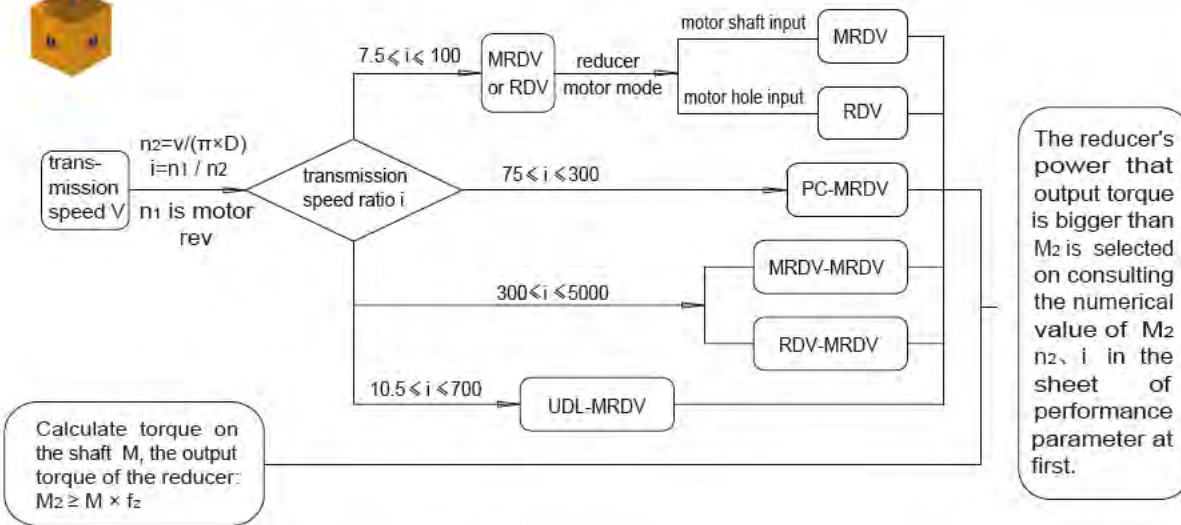 trans-
mission
speed V
n2=v/(π×D)
i=n1 / n2
n1 is motor
rev
transmission
speed ratio i
7.5⩽i⩽100
MRDV
or RDV
reducer
motor mode
motor shaft input
MRDV
motor hole input
RDV
75⩽i⩽300
PC-MRDV
300⩽i⩽5000
MRDV-MRDV
RDV-MRDV
10.5⩽i⩽700
UDL-MRDV
Calculate torque on
the shaft M, the output
torque of the reducer:
M2 ≥ M × f2
The reducer's
power that
output torque
is bigger than
M2 is selected
on consulting
the numerical
value of M2
n2、i in the
sheet of
performance
parameter at
first.